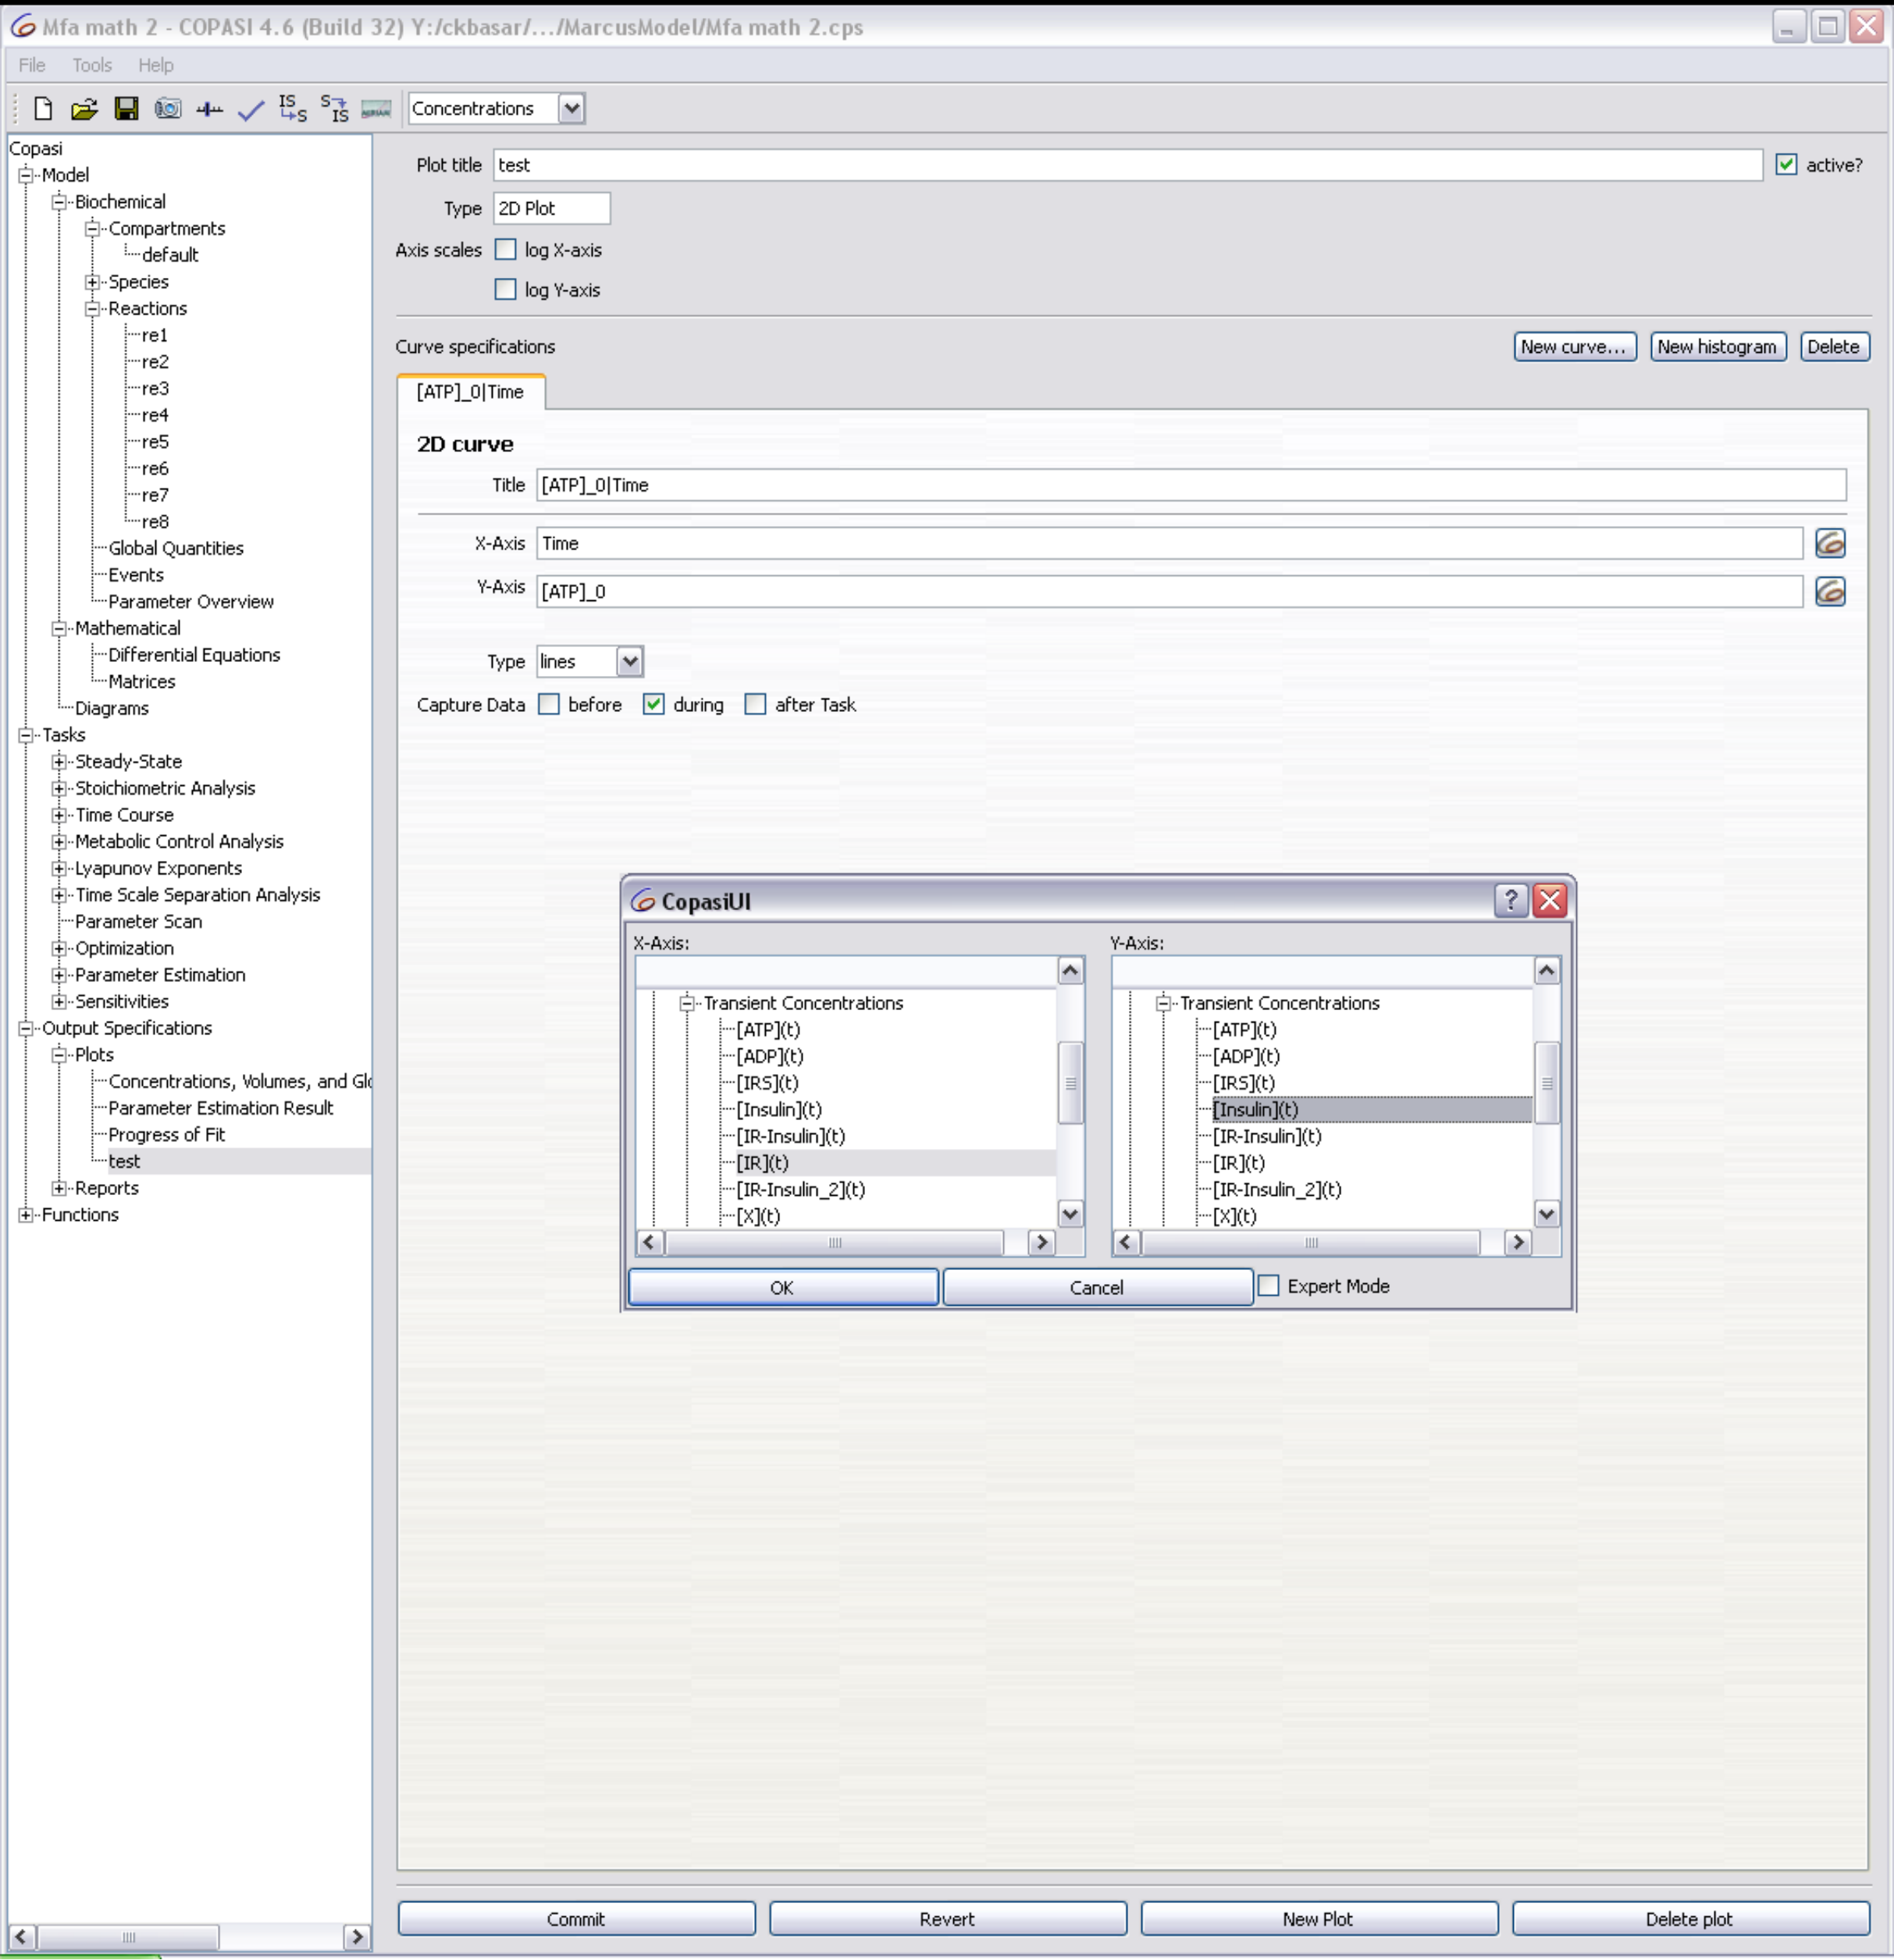 Mfa math 2 - COPASI 4.6 (Build 32) Y:/ckbasar/.../MarcusModel/Mfa math 2.cps
File Tools Help
IS S Concentrations
S IS
Copasi
Model
Biochemical
Compartments
default
Species
Reactions
re1
re2
re3
re4
re5
re6
re7
re8
Global Quantities
Events
Parameter Overview
Mathematical
Differential Equations
Matrices
Diagrams
Tasks
Steady-State
Stoichiometric Analysis
Time Course
Metabolic Control Analysis
Lyapunov Exponents
Time Scale Separation Analysis
Parameter Scan
Optimization
Parameter Estimation
Sensitivities
Output Specifications
Plots
Concentrations, Volumes, and Glo
Parameter Estimation Result
Progress of Fit
test
Reports
Functions
Plot title test active?
Type 2D Plot
Axis scales log X-axis
log Y-axis
Curve specifications New curve... New histogram Delete
[ATP]_0|Time
2D curve
Title [ATP]_0|Time
X-Axis Time
Y-Axis [ATP]_0
Type lines
Capture Data before during after Task
CopasiUI
X-Axis:
Transient Concentrations
[ATP](t)
[ADP](t)
[IRS](t)
[Insulin](t)
[IR-Insulin](t)
[IR](t)
[IR-Insulin_2](t)
[X](t)
Y-Axis:
Transient Concentrations
[ATP](t)
[ADP](t)
[IRS](t)
[Insulin](t)
[IR-Insulin](t)
[IR](t)
[IR-Insulin_2](t)
[X](t)
OK Cancel Expert Mode
Commit Revert New Plot Delete plot